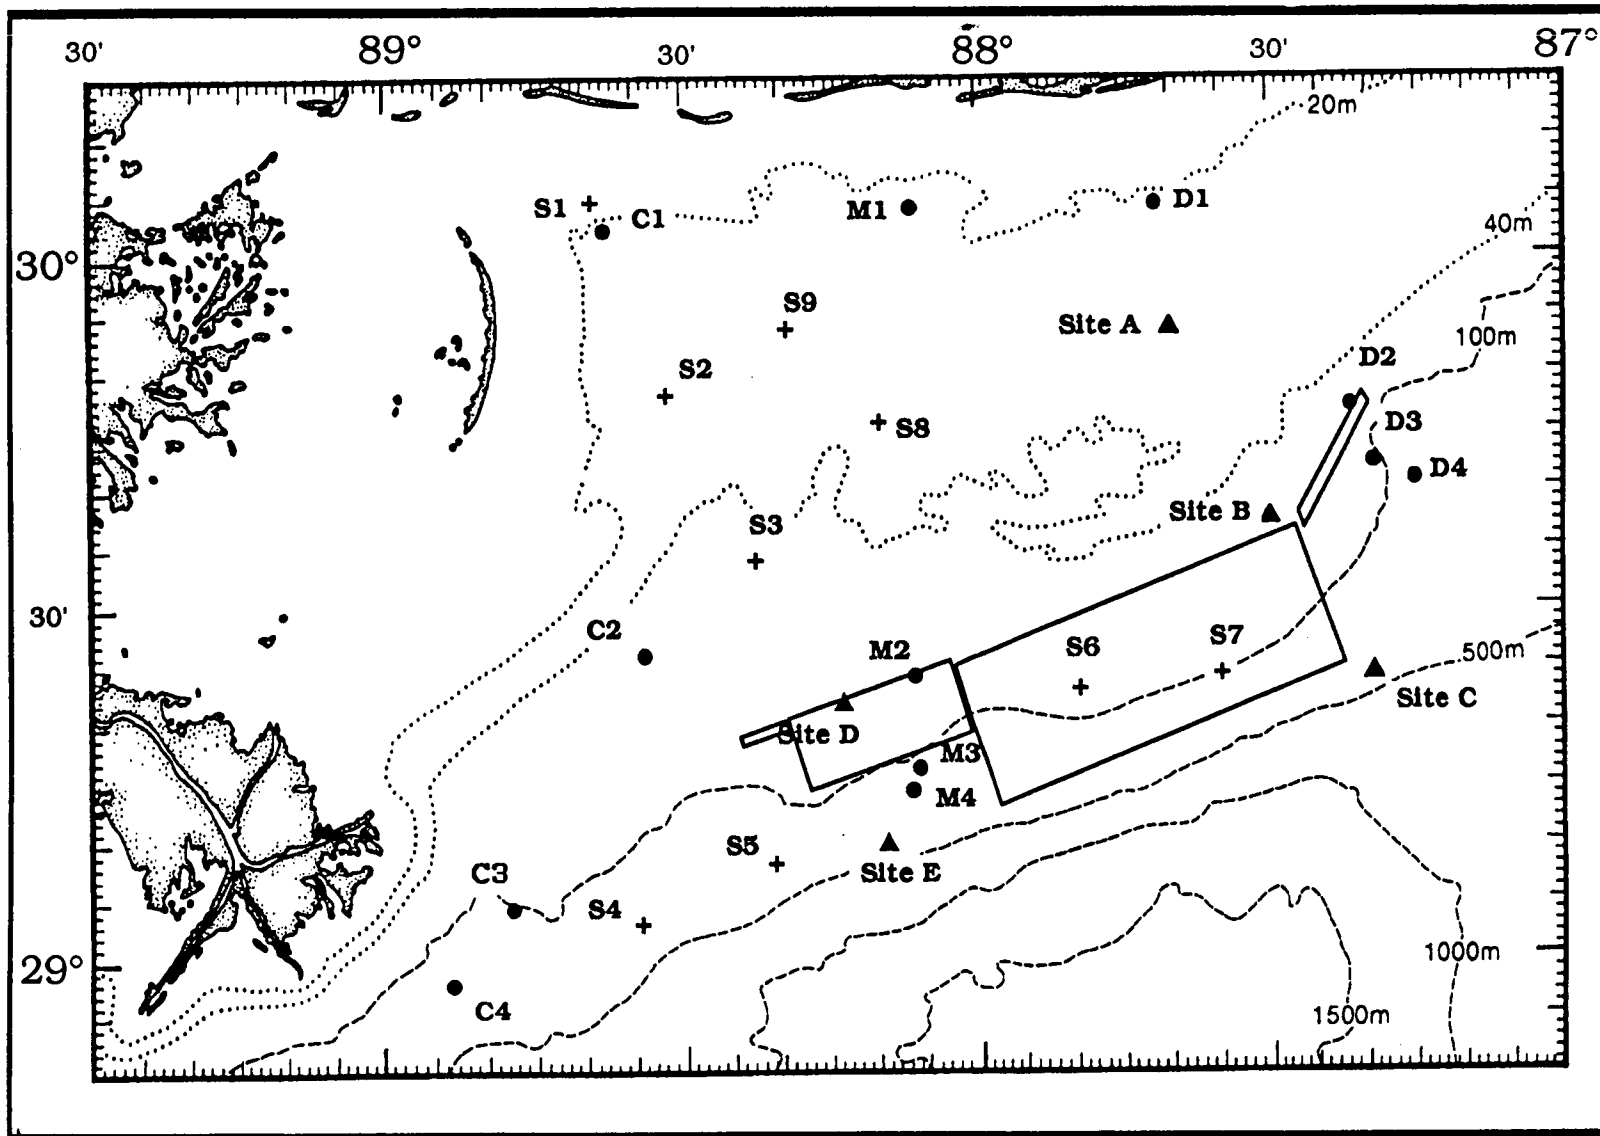 30' 89° 30' 88° 30' 87°
20m
S1 C1 M1 D1
40m
30°
S9
Site A
100m
D2
S2
S8 D3
D4
Site B
S3
30'
C2 S7
S6
M2 500m
Site C
Site D
M3
M4
S5
Site E
C3
S4
1000m
29°
C4 1500m